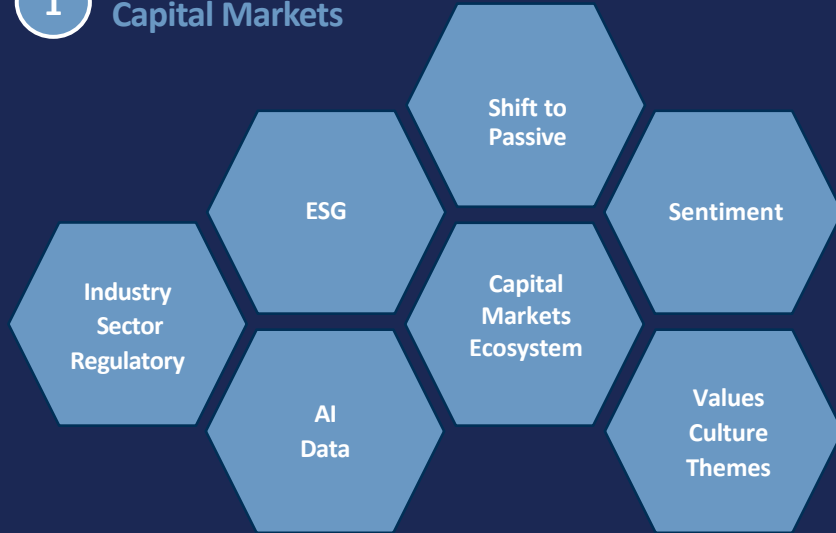 1
Capital Markets
Shift to
Passive
ESG
Sentiment
Industry
Sector
Regulatory
Capital
Markets
Ecosystem
AI
Data
Values
Culture
Themes